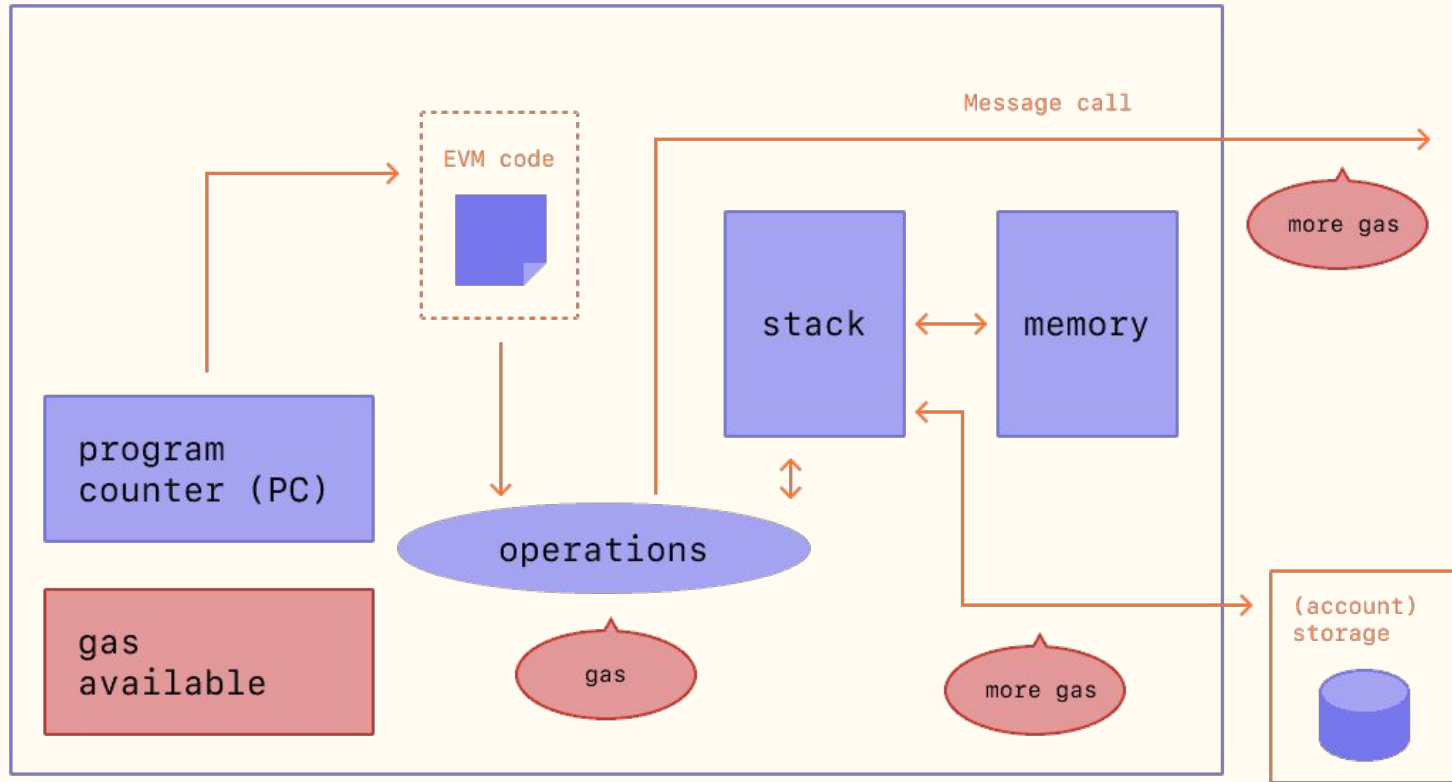 Message call
EVM code
more gas
stack
memory
program
counter (PC)
operations
(account)
storage
gas
available
gas
more gas